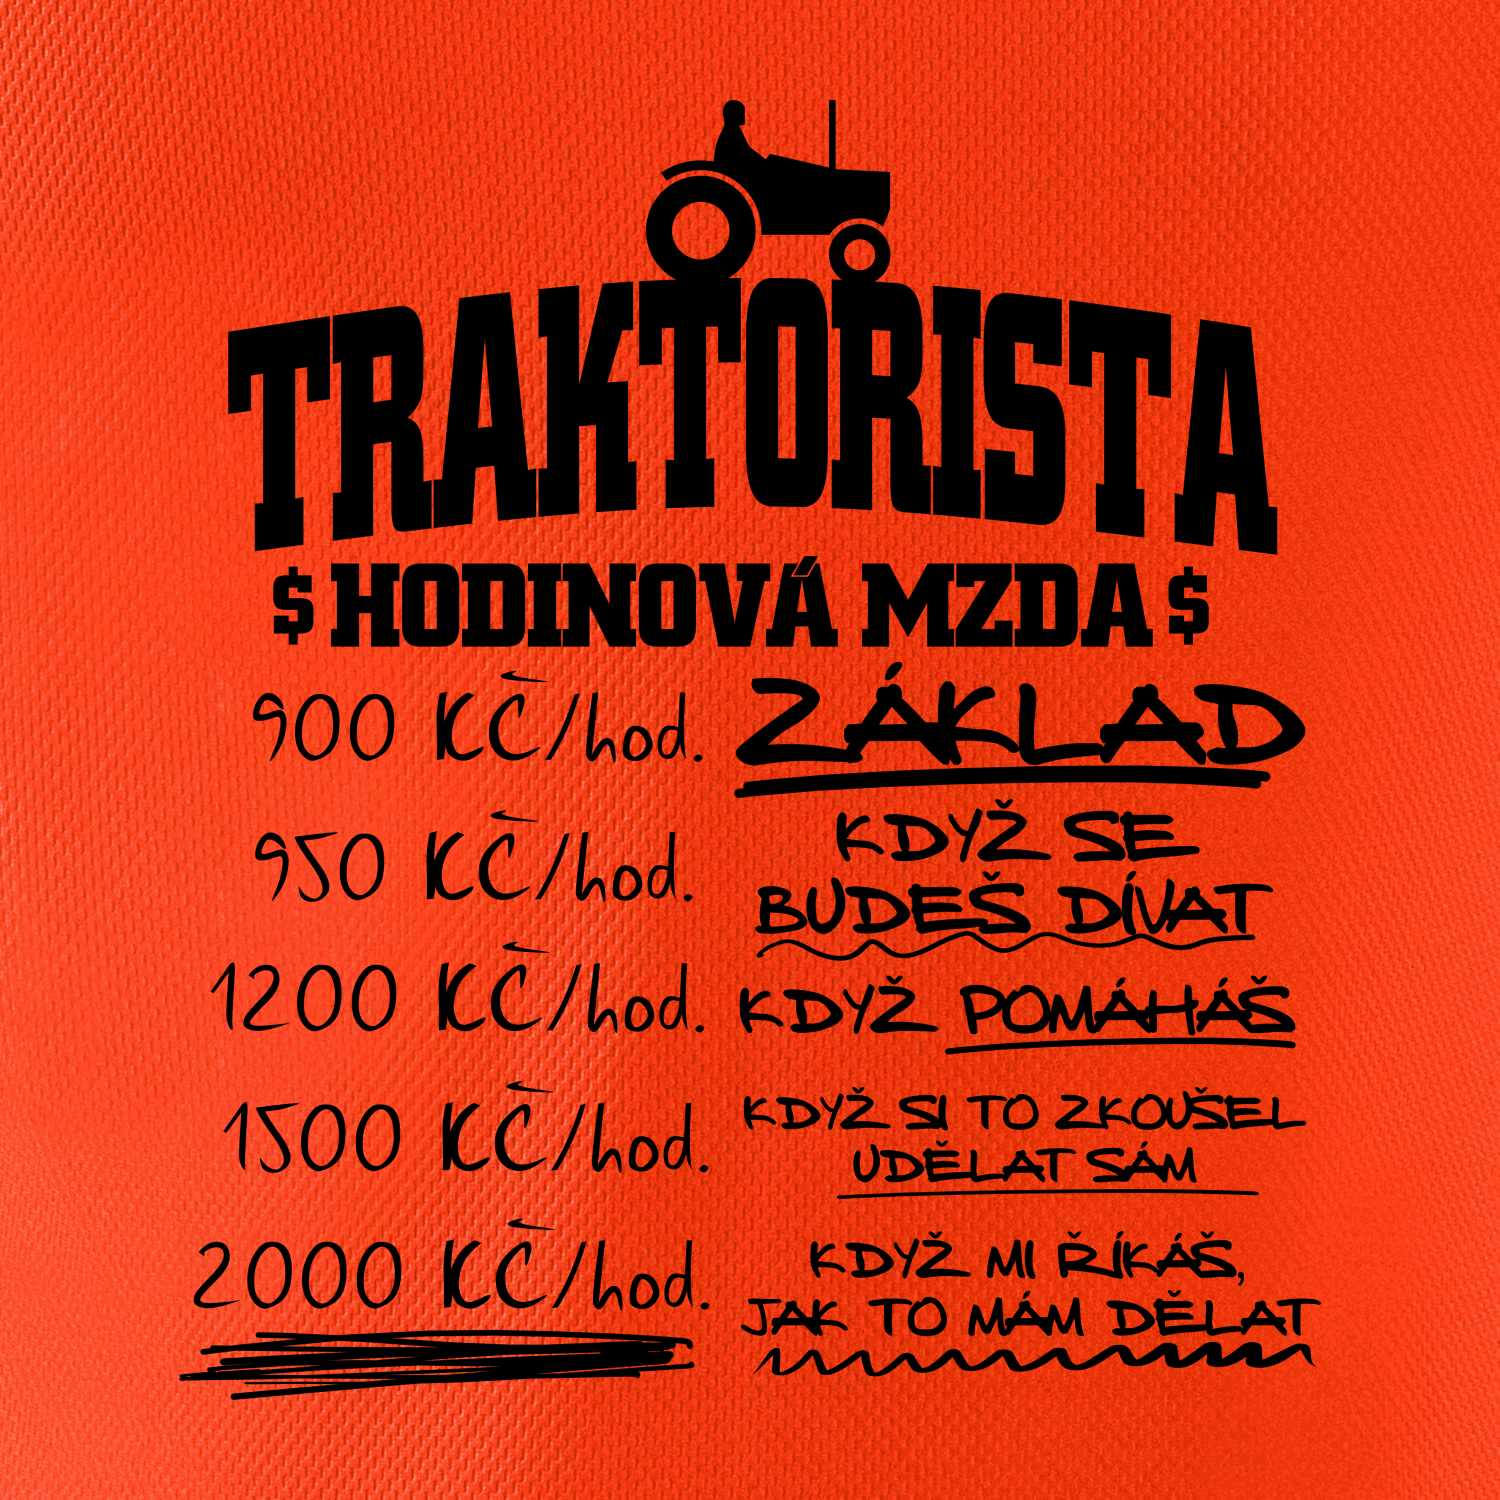 TRAKTORISTA
$ HODINOVÁ MZDA $
900 KČ/hod. ZÁKLAD
950 KČ/hod. KDYŽ SE
BUDEŠ DÍVAT
1200 KČ/hod. KDYŽ POMÁHÁŠ
1500 KČ/hod. KDYŽ SI TO ZKOUŠEL
UDĚLAT SÁM
2000 KČ/hod. KDYŽ MI ŘÍKÁŠ,
JAK TO MÁM DĚLAT